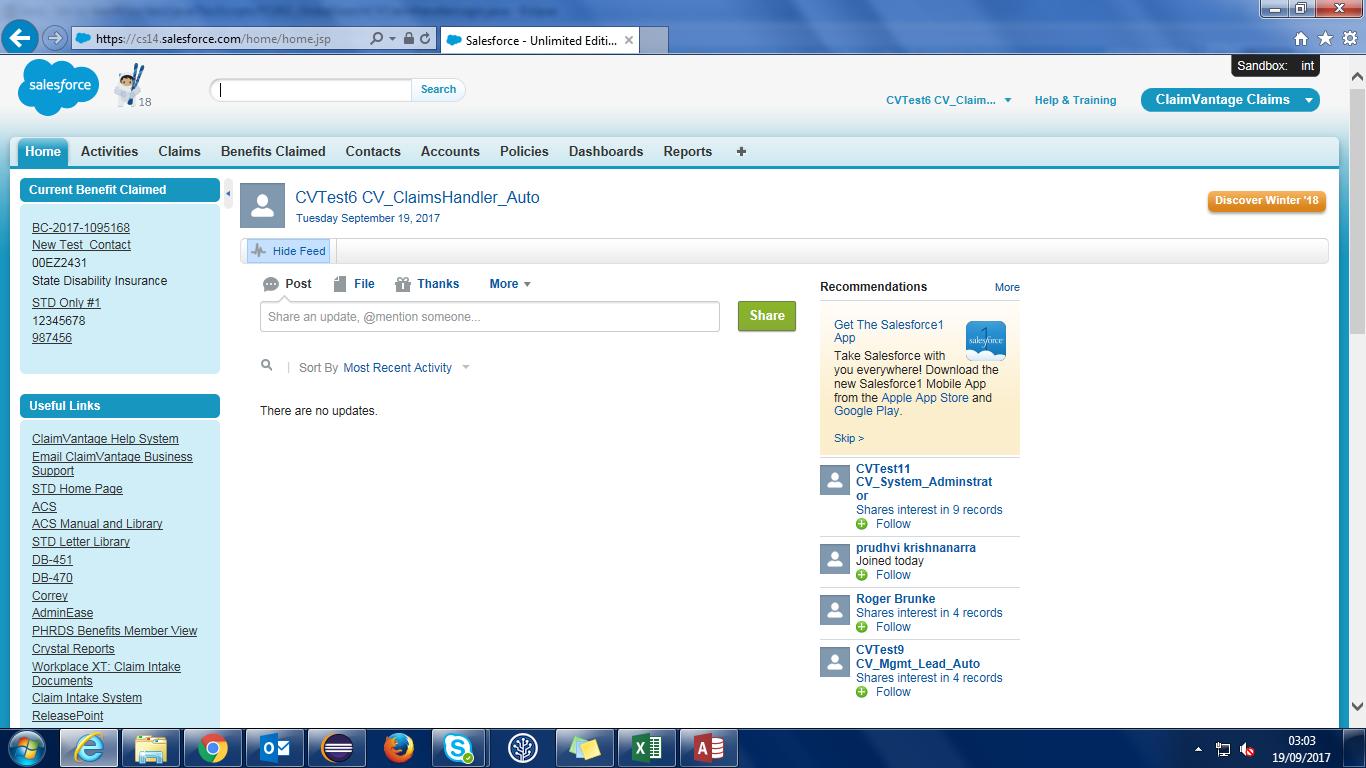 https://cs14.salesforce.com/home/home.jsp
Salesforce - Unlimited Editi...
Sandbox: int
salesforce
18
Search
CVTest6 CV_Claim...
Help & Training
ClaimVantage Claims
Home
Activities
Claims
Benefits Claimed
Contacts
Accounts
Policies
Dashboards
Reports
Current Benefit Claimed
BC-2017-1095168
New Test_Contact
00EZ2431
State Disability Insurance
STD Only #1
12345678
987456
Useful Links
ClaimVantage Help System
Email ClaimVantage Business
Support
STD Home Page
ACS
ACS Manual and Library
STD Letter Library
DB-451
DB-470
Correy
AdminEase
PHRDS Benefits Member View
Crystal Reports
Workplace XT: Claim Intake
Documents
Claim Intake System
ReleasePoint
CVTest6 CV_ClaimsHandler_Auto
Tuesday September 19, 2017
Discover Winter '18
Hide Feed
Post
File
Thanks
More
Share an update, @mention someone...
Share
Sort By Most Recent Activity
There are no updates.
Recommendations
More
Get The Salesforce1
App
1
salesforce
Take Salesforce with
you everywhere! Download the
new Salesforce1 Mobile App
from the Apple App Store and
Google Play.
Skip >
CVTest11
CV_System_Adminstrat
or
Shares interest in 9 records
Follow
prudhvi krishnanarra
Joined today
Follow
Roger Brunke
Shares interest in 4 records
Follow
CVTest9
CV_Mgmt_Lead_Auto
Shares interest in 4 records
Follow
03:03
19/09/2017